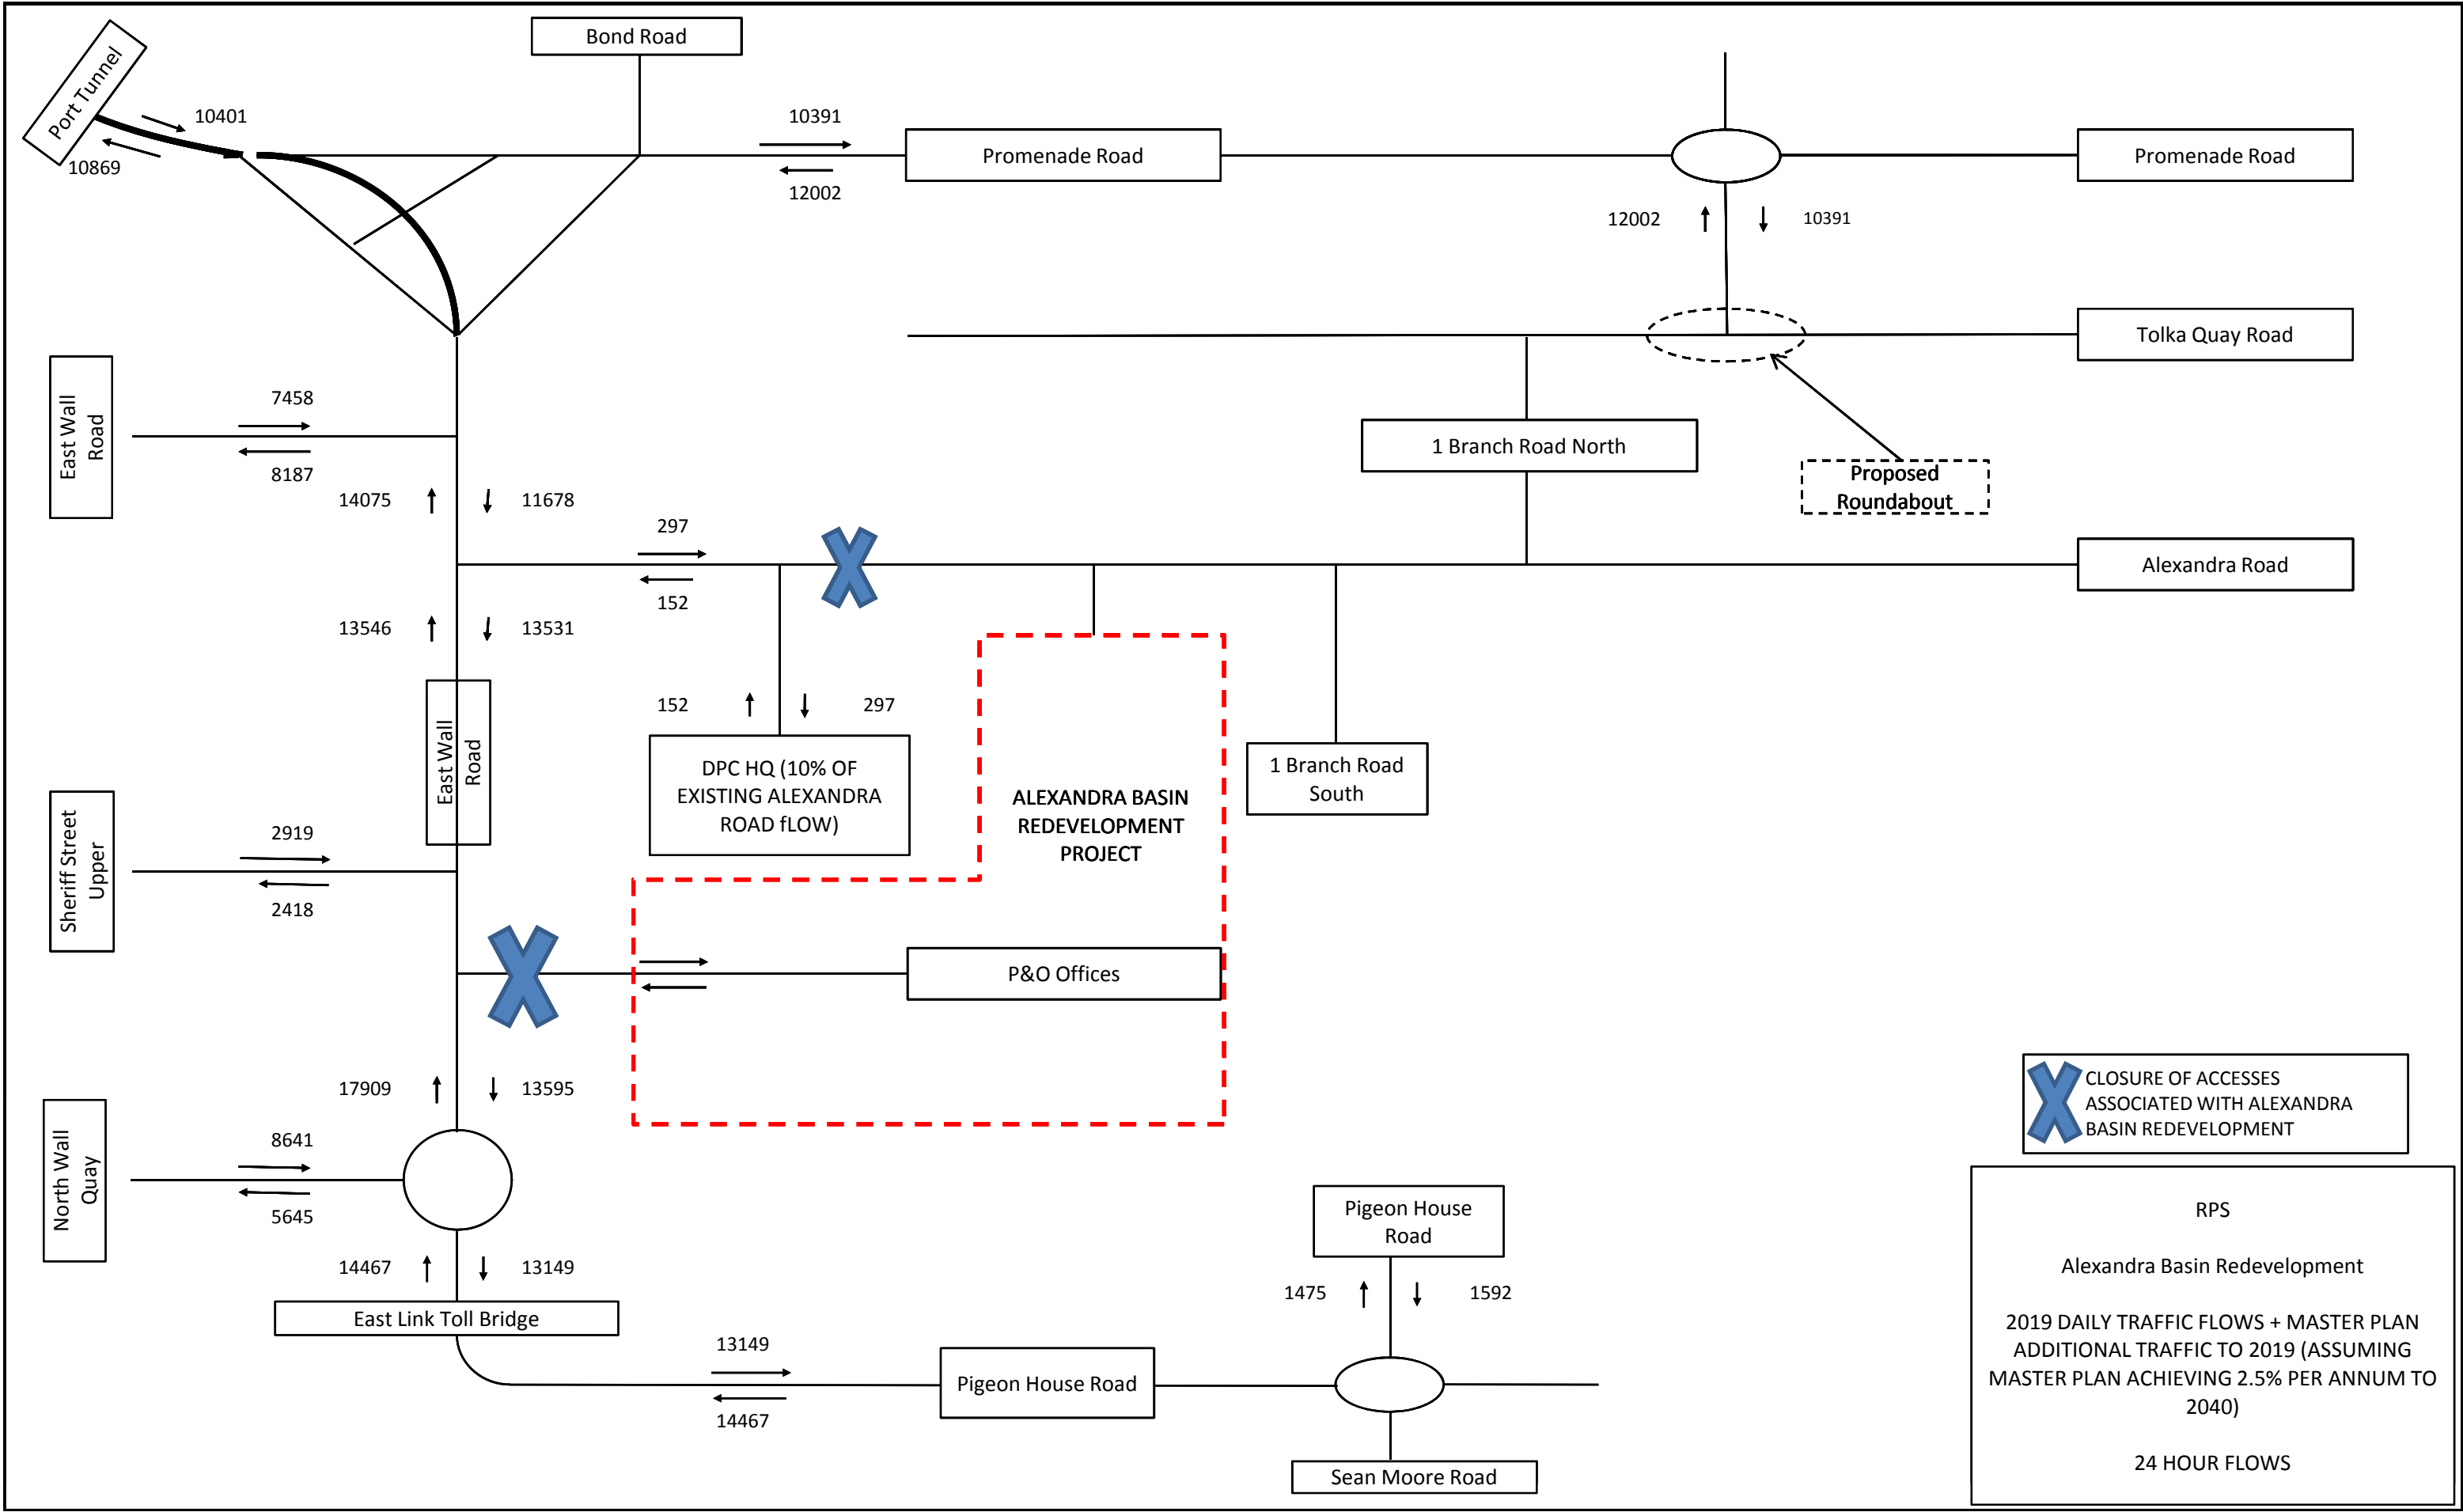 Bond Road
Port Tunnel
10401
10869
10391
12002
Promenade Road
Promenade Road
12002
10391
Tolka Quay Road
East Wall
Road
7458
8187
14075
11678
1 Branch Road North
Proposed
Roundabout
297
152
Alexandra Road
13546
13531
East Wall
Road
152
297
DPC HQ (10% OF
EXISTING ALEXANDRA
ROAD fLOW)
ALEXANDRA BASIN
REDEVELOPMENT
PROJECT
1 Branch Road
South
Sheriff Street
Upper
2919
2418
P&O Offices
17909
13595
North Wall
Quay
8641
5645
14467
13149
East Link Toll Bridge
13149
14467
Pigeon House Road
Pigeon House
Road
1475
1592
Sean Moore Road
CLOSURE OF ACCESSES
ASSOCIATED WITH ALEXANDRA
BASIN REDEVELOPMENT
RPS
Alexandra Basin Redevelopment
2019 DAILY TRAFFIC FLOWS + MASTER PLAN
ADDITIONAL TRAFFIC TO 2019 (ASSUMING
MASTER PLAN ACHIEVING 2.5% PER ANNUM TO
2040)
24 HOUR FLOWS